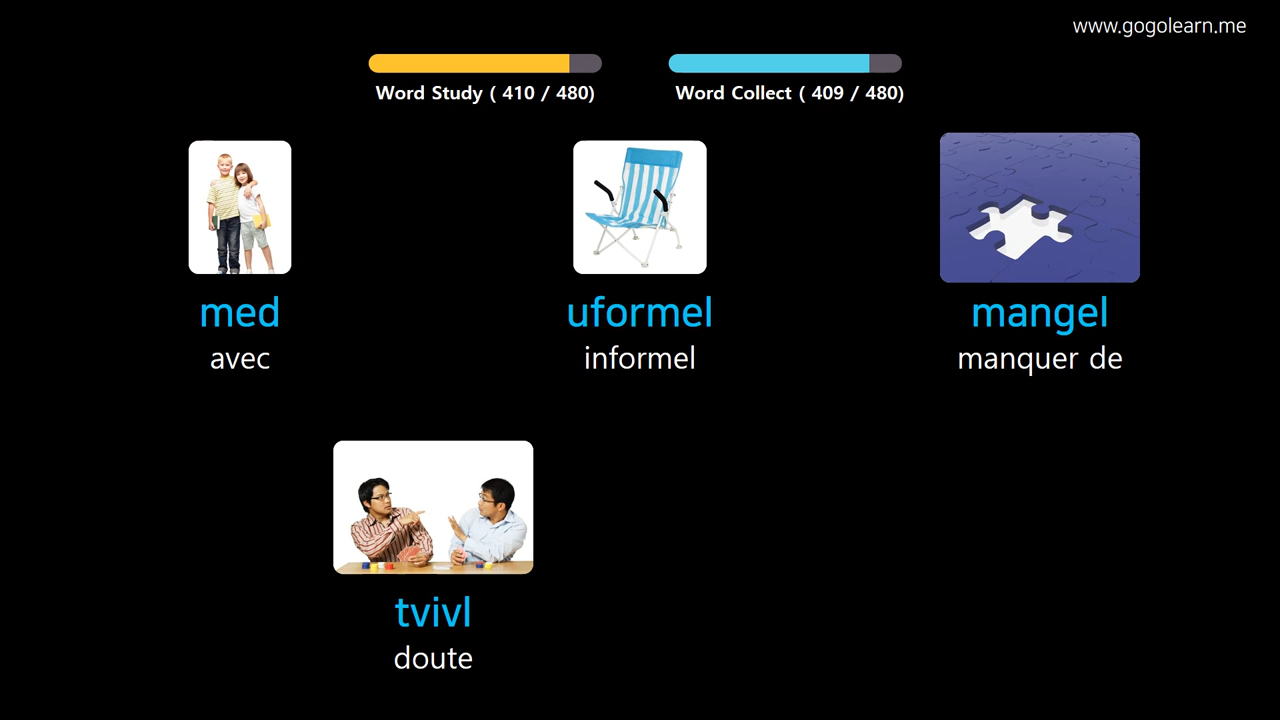 www.gogolearn.me
Word Study ( 410 / 480)
Word Collect ( 409 / 480)
med
avec
uformel
informel
mangel
manquer de
tvivl
doute